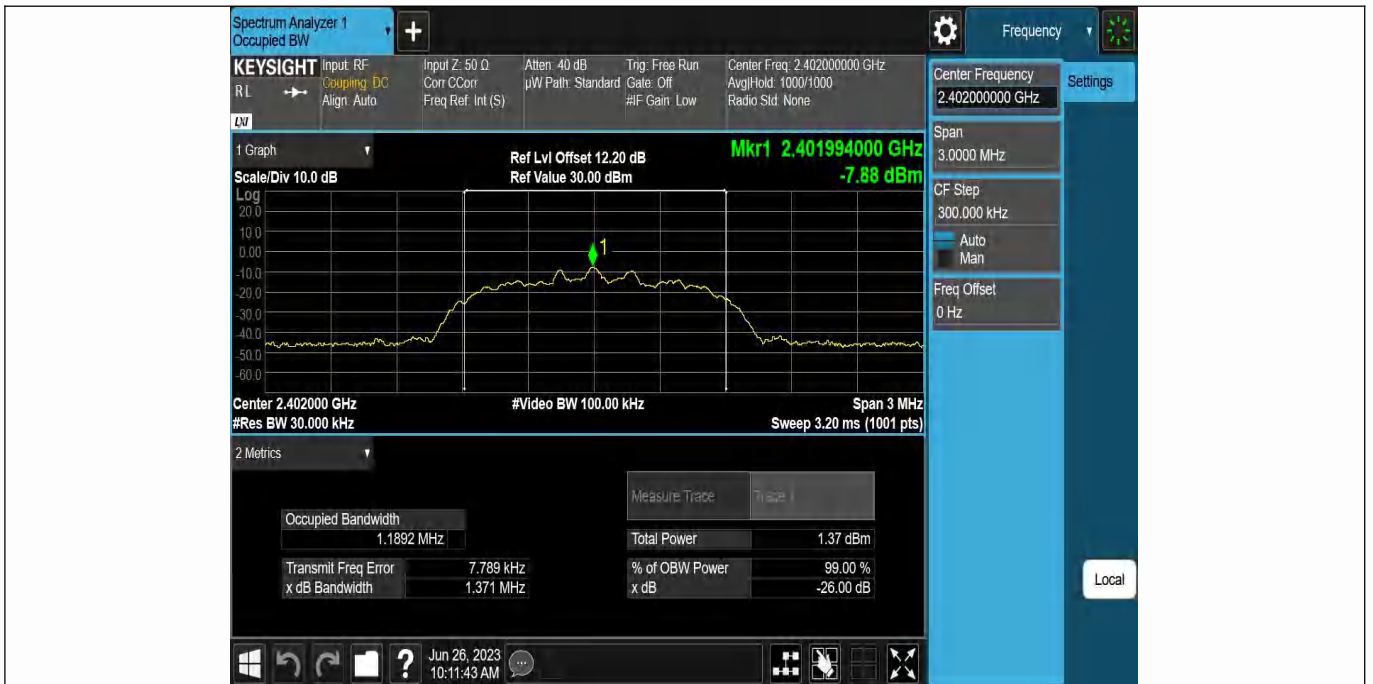 Spectrum Analyzer 1
Occupied BW
Frequency
KEYSIGHT
R L
LXI
Input: RF
Coupling: DC
Align: Auto
Input Z: 50 Ω
Corr CCorr
Freq Ref: Int (S)
Atten: 40 dB
µW Path: Standard
Trig: Free Run
Gate: Off
#IF Gain: Low
Center Freq: 2.402000000 GHz
Avg|Hold: 1000/1000
Radio Std: None
Center Frequency
2.402000000 GHz
Settings
Span
3.0000 MHz
CF Step
300.000 kHz
Auto
Man
Freq Offset
0 Hz
Local
1 Graph
Scale/Div 10.0 dB
Ref Lvl Offset 12.20 dB
Ref Value 30.00 dBm
Mkr1 2.401994000 GHz
-7.88 dBm
Log
20.0
10.0
0.00
-10.0
-20.0
-30.0
-40.0
-50.0
-60.0
1
Center 2.402000 GHz
#Video BW 100.00 kHz
Span 3 MHz
#Res BW 30.000 kHz
Sweep 3.20 ms (1001 pts)
2 Metrics
Measure Trace
Trace 1
Occupied Bandwidth
1.1892 MHz
Total Power
1.37 dBm
Transmit Freq Error
7.789 kHz
% of OBW Power
99.00 %
x dB Bandwidth
1.371 MHz
x dB
-26.00 dB
?
Jun 26, 2023
10:11:43 AM